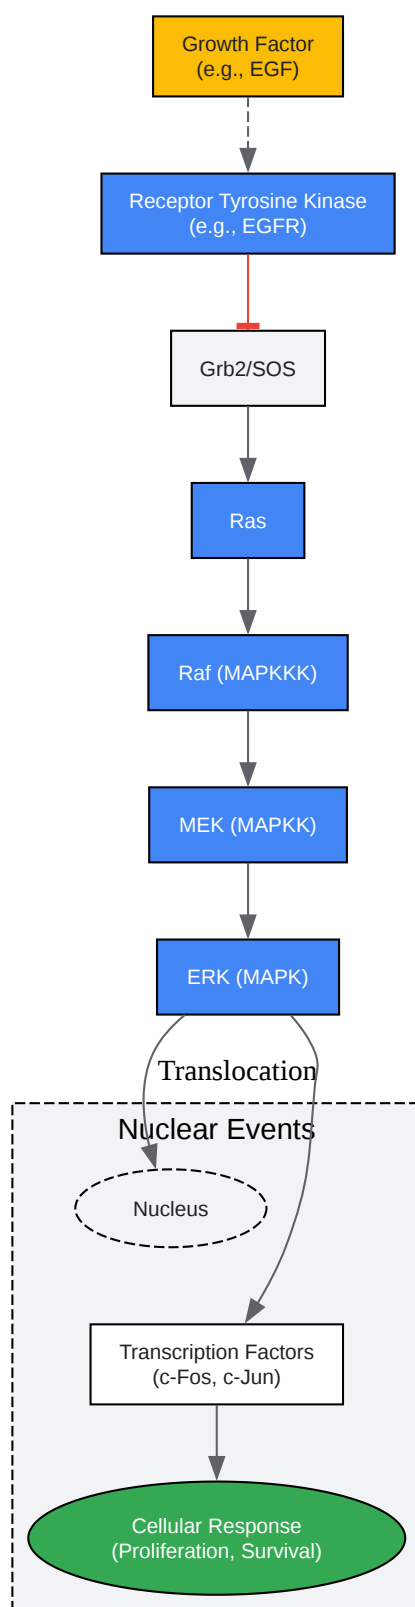 Growth Factor
(e.g., EGF)
Receptor Tyrosine Kinase
(e.g., EGFR)
Grb2/SOS
Ras
Raf (MAPKKK)
MEK (MAPKK)
ERK (MAPK)
Translocation
Nuclear Events
Nucleus
Transcription Factors
(c-Fos, c-Jun)
Cellular Response
(Proliferation, Survival)